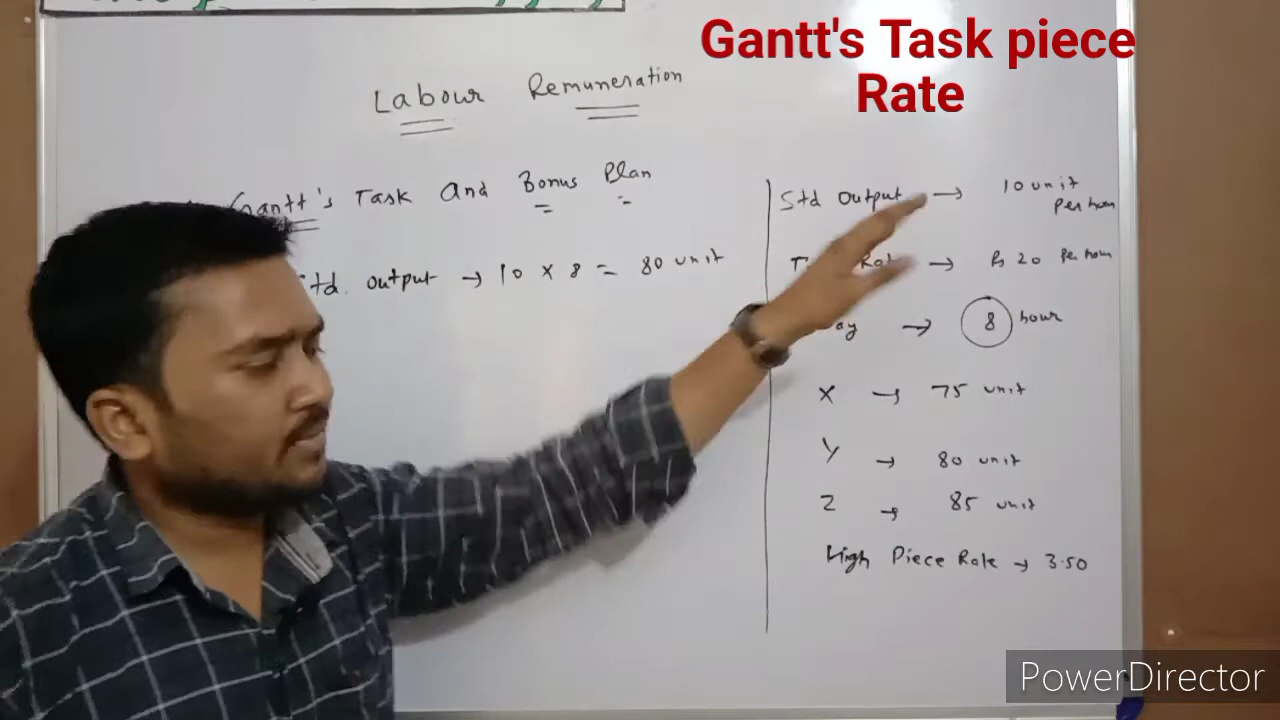 Gantt's Task piece
Rate
Labour Remuneration
Gantt's Task And Bonus Plan
Std. output → 10 × 8 = 80 unit
Std Output → 10 unit
Per hour
→ Rs 20 Per hour
→ 8 hour
X → 75 unit
Y → 80 unit
Z → 85 unit
High Piece Rate → 3.50
PowerDirector